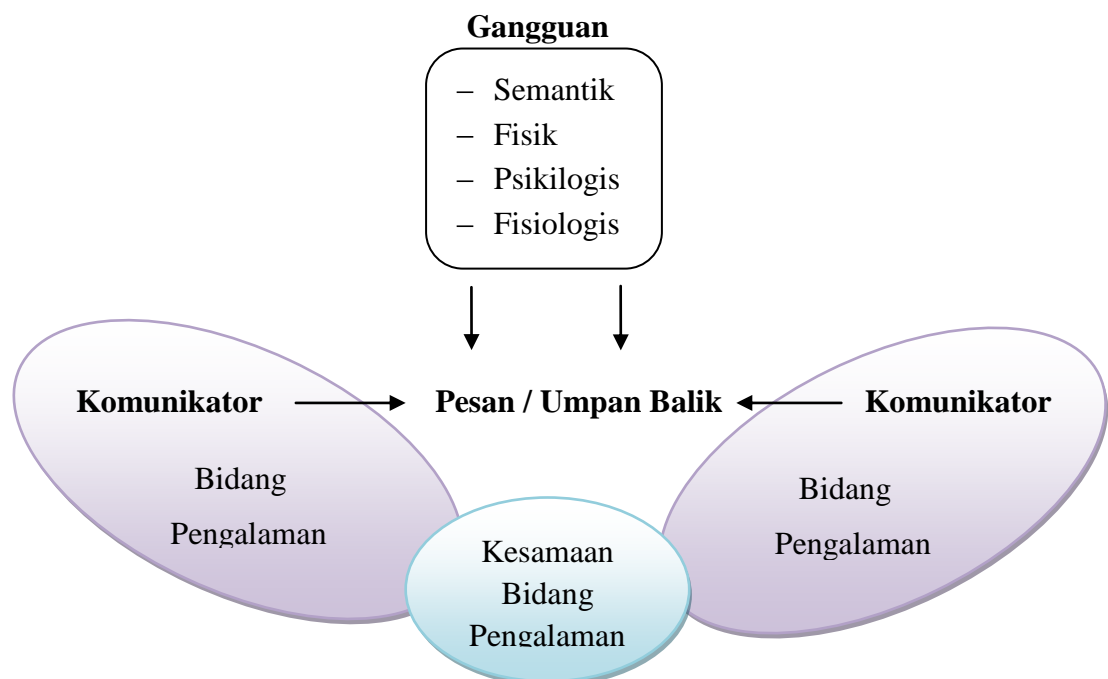 Gangguan
– Semantik
– Fisik
– Psikilogis
– Fisiologis
Komunikator
Pesan / Umpan Balik
Komunikator
Bidang
Pengalaman
Bidang
Pengalaman
Kesamaan
Bidang
Pengalaman